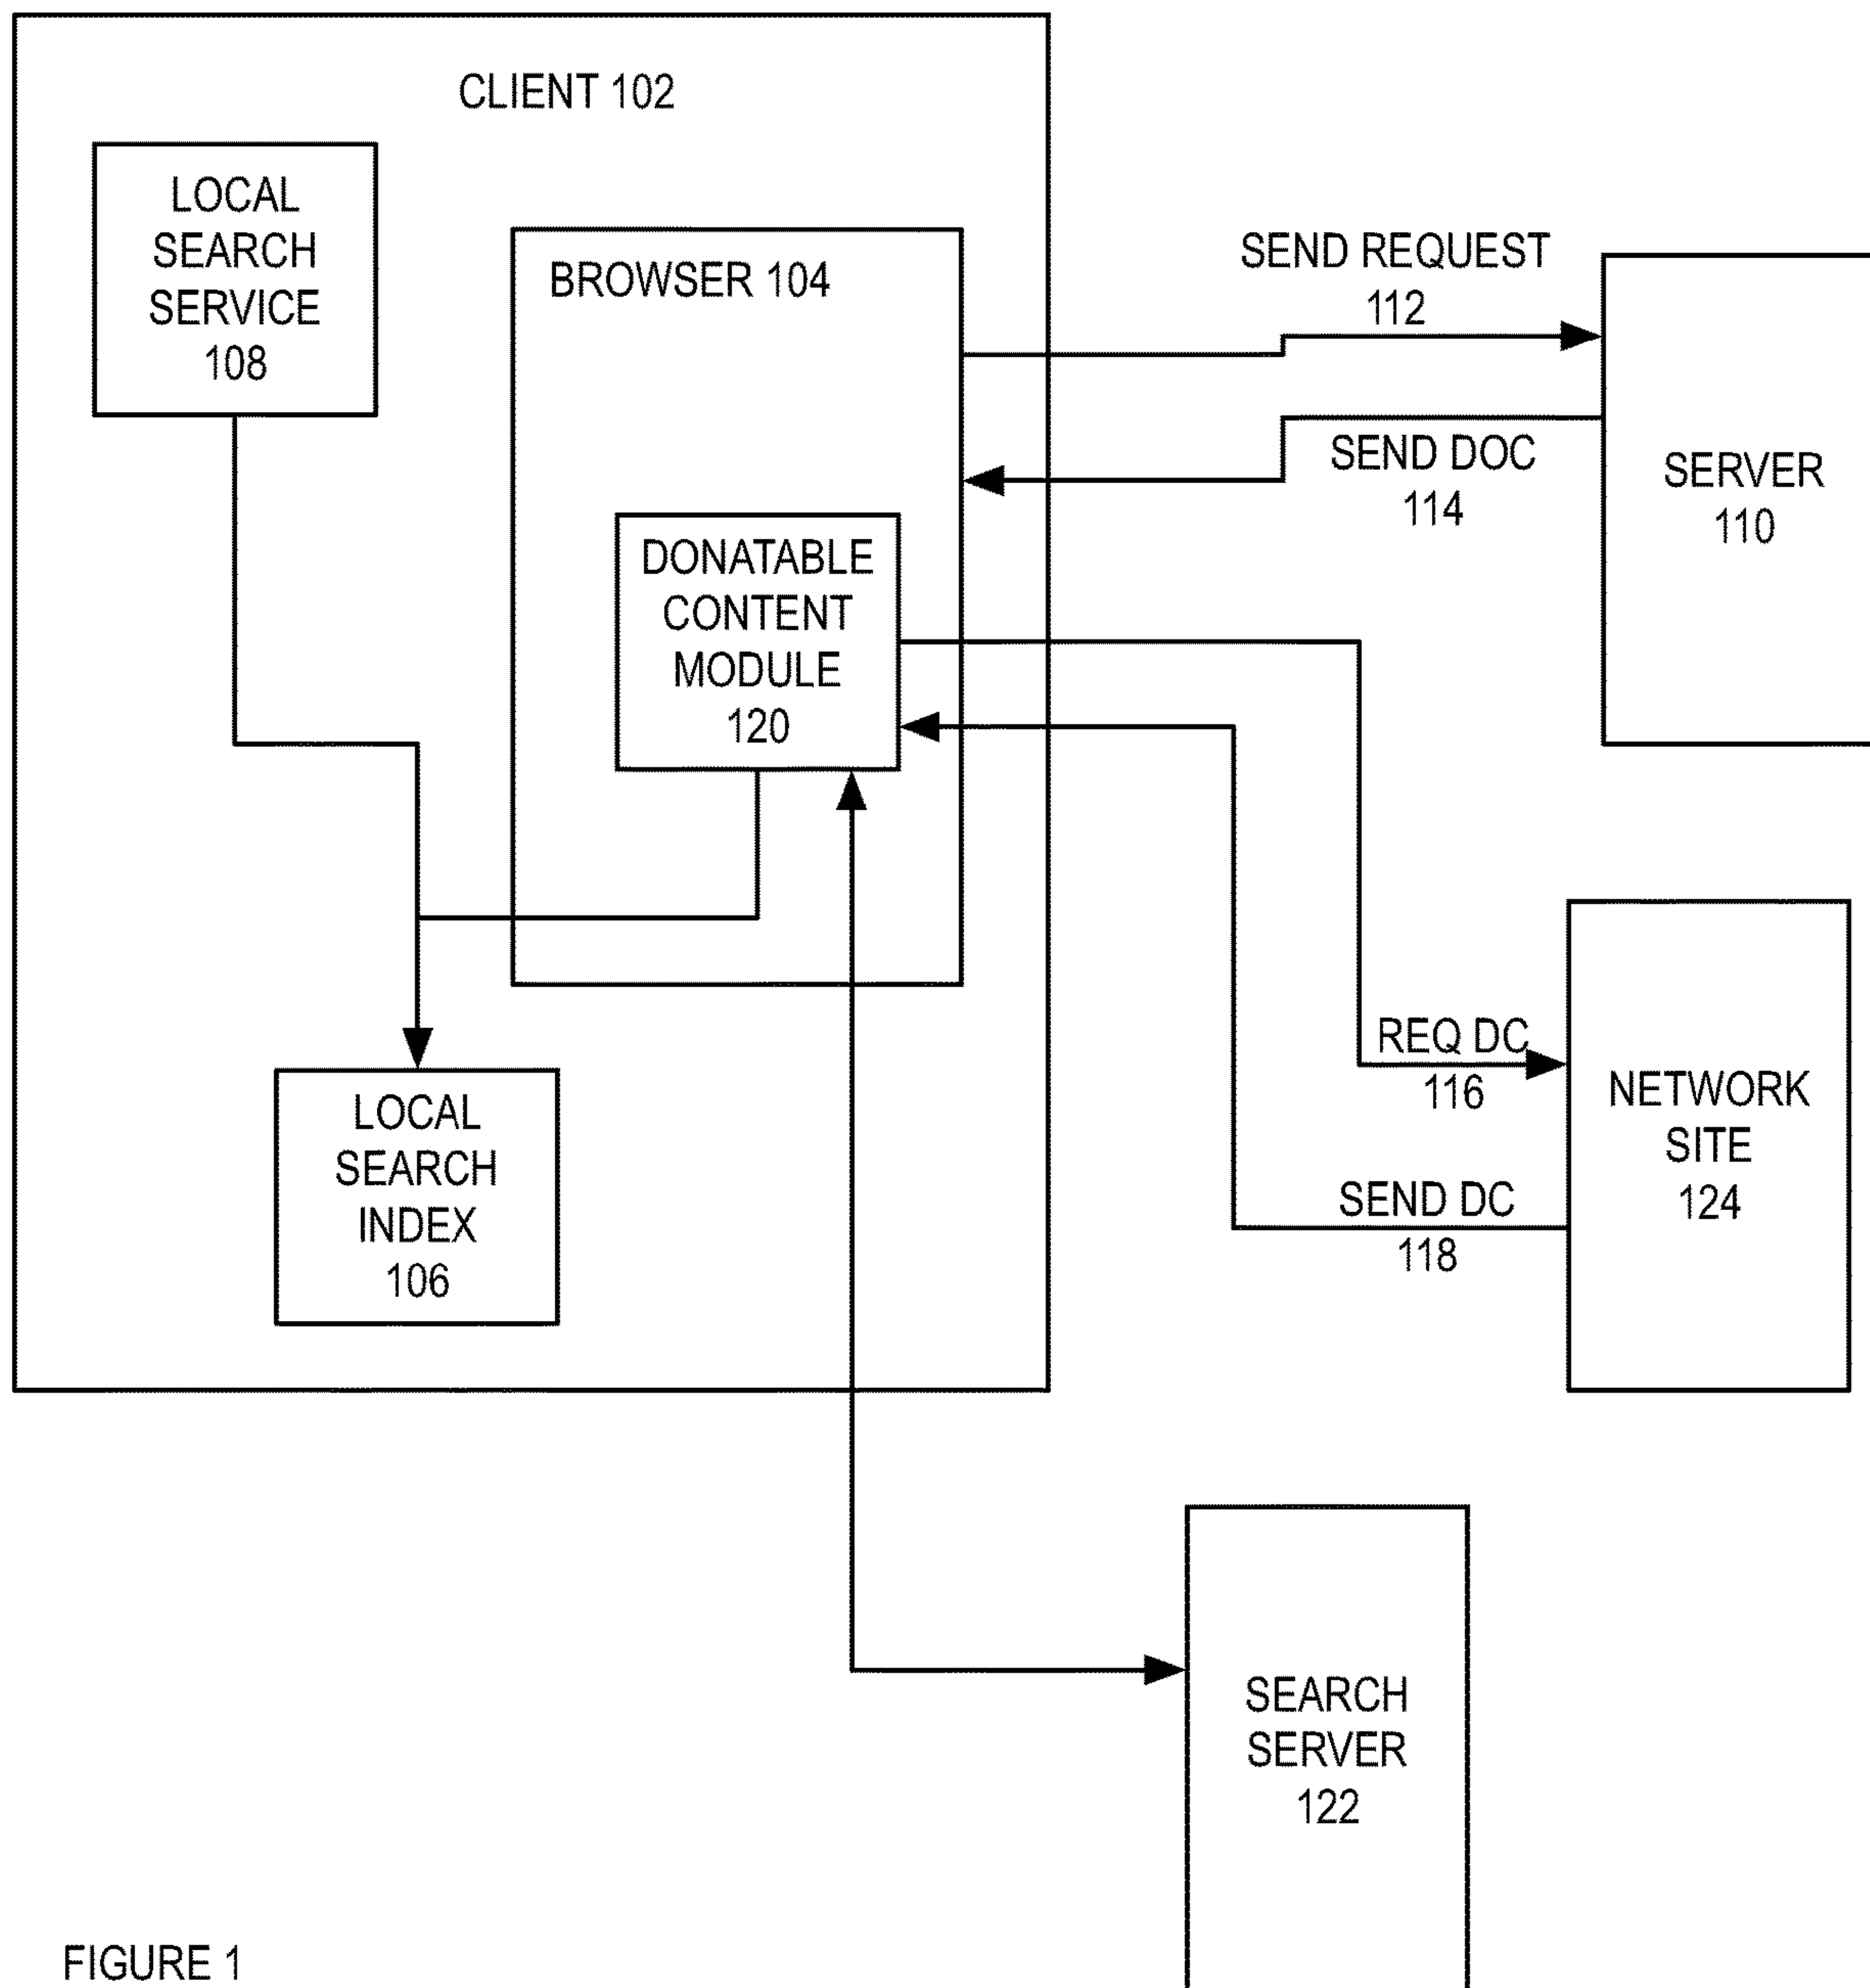 CLIENT 102
LOCAL
SEARCH
SERVICE
108
BROWSER 104
SEND REQUEST
112
SEND DOC
114
SERVER
110
DONATABLE
CONTENT
MODULE
120
REQ DC
116
NETWORK
SITE
124
SEND DC
118
LOCAL
SEARCH
INDEX
106
SEARCH
SERVER
122
FIGURE 1